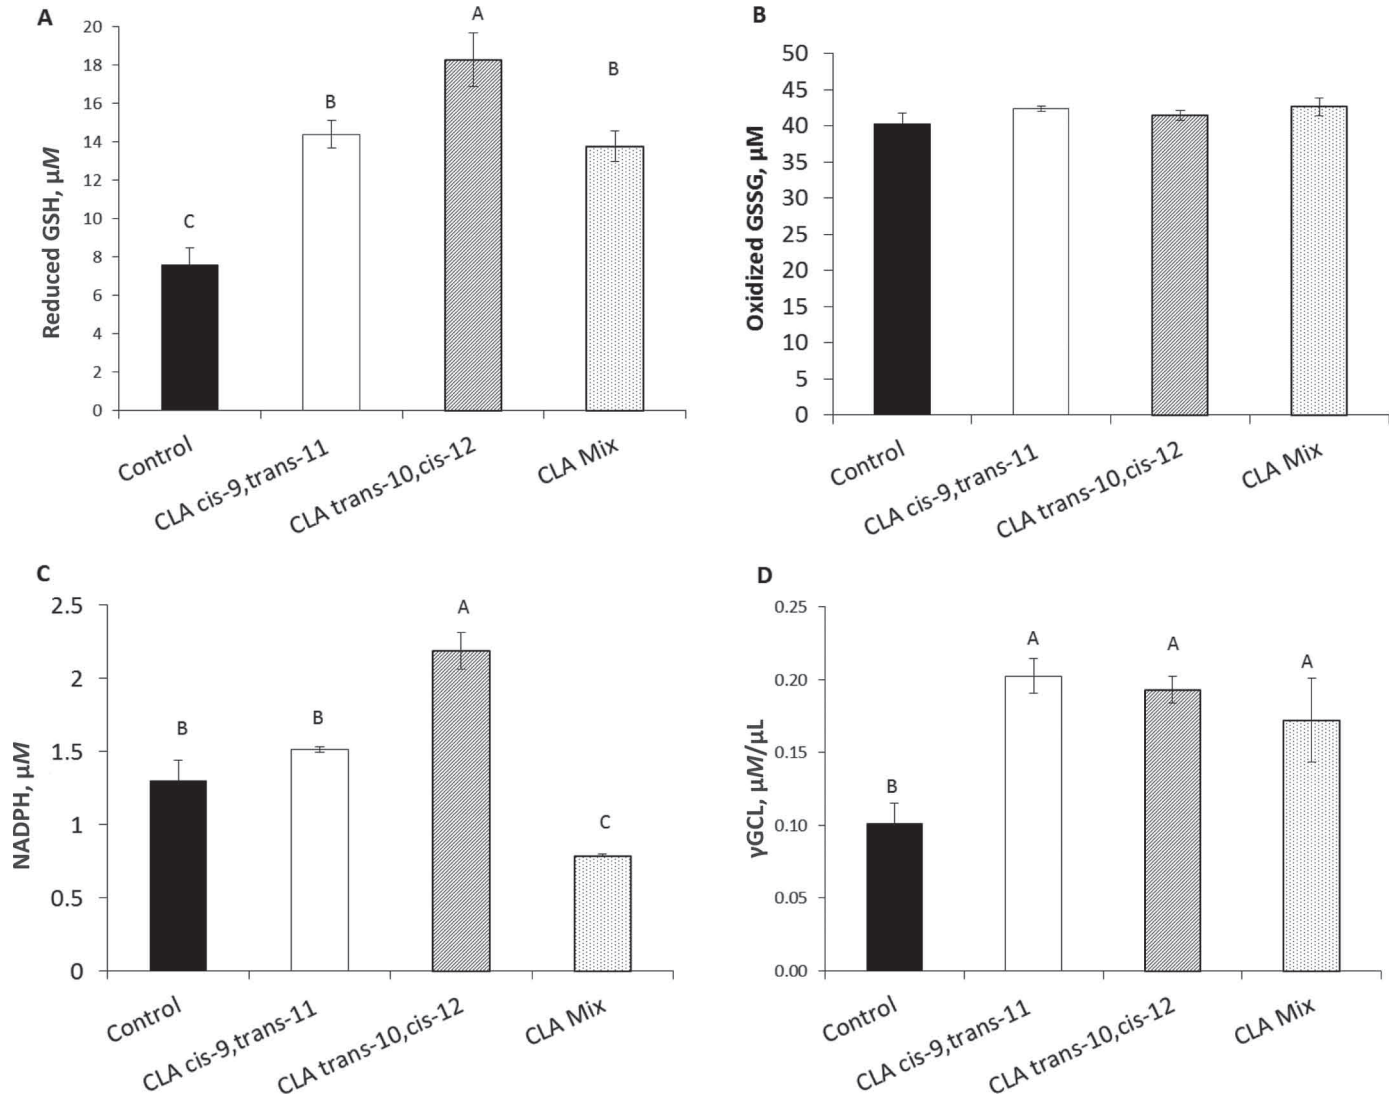 A
Reduced GSH, µM
20
18
16
14
12
10
8
6
4
2
0
C
B
A
B
Control
CLA cis-9,trans-11
CLA trans-10,cis-12
CLA Mix
B
Oxidized GSSG, µM
50
45
40
35
30
25
20
15
10
5
0
Control
CLA cis-9,trans-11
CLA trans-10,cis-12
CLA Mix
C
NADPH, µM
2.5
2
1.5
1
0.5
0
B
B
A
C
Control
CLA cis-9,trans-11
CLA trans-10,cis-12
CLA Mix
D
γGCL, µM/µL
0.25
0.20
0.15
0.10
0.05
0.00
B
A
A
A
Control
CLA cis-9,trans-11
CLA trans-10,cis-12
CLA Mix